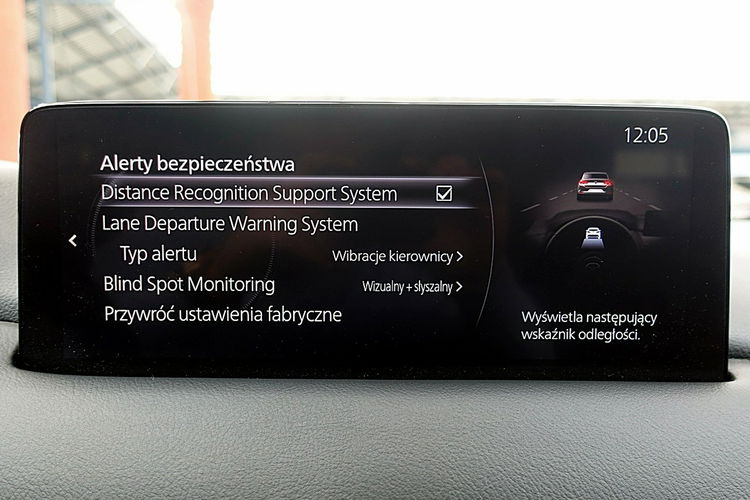 12:05
Alerty bezpieczeństwa
Distance Recognition Support System
Lane Departure Warning System
Typ alertu Wibracje kierownicy
Blind Spot Monitoring Wizualny + słyszalny
Przywróć ustawienia fabryczne
Wyświetla następujący
wskaźnik odległości.